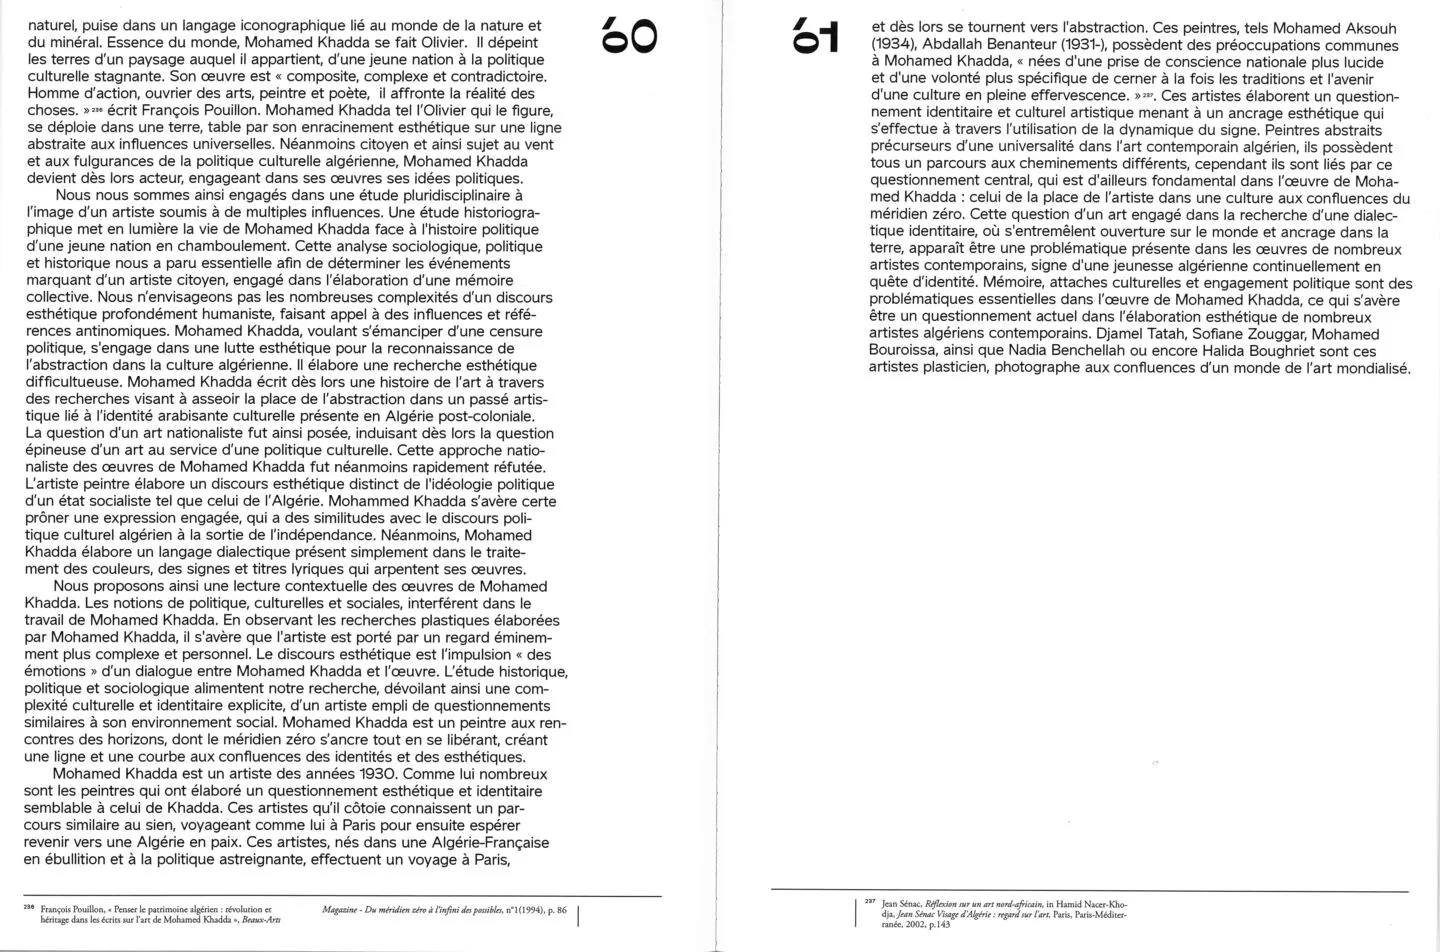 naturel, puise dans un langage iconographique lié au monde de la nature et
du minéral. Essence du monde, Mohamed Khadda se fait Olivier. Il dépeint
les terres d'un paysage auquel il appartient, d'une jeune nation à la politique
culturelle stagnante. Son œuvre est « composite, complexe et contradictoire.
Homme d'action, ouvrier des arts, peintre et poète, il affronte la réalité des
choses. » 236 écrit François Pouillon. Mohamed Khadda tel l'Olivier qui le figure,
se déploie dans une terre, table par son enracinement esthétique sur une ligne
abstraite aux influences universelles. Néanmoins citoyen et ainsi sujet au vent
et aux fulgurances de la politique culturelle algérienne, Mohamed Khadda
devient dès lors acteur, engageant dans ses œuvres ses idées politiques.
Nous nous sommes ainsi engagés dans une étude pluridisciplinaire à
l'image d'un artiste soumis à de multiples influences. Une étude historiogra-
phique met en lumière la vie de Mohamed Khadda face à l'histoire politique
d'une jeune nation en chamboulement. Cette analyse sociologique, politique
et historique nous a paru essentielle afin de déterminer les événements
marquant d'un artiste citoyen, engagé dans l'élaboration d'une mémoire
collective. Nous n'envisageons pas les nombreuses complexités d'un discours
esthétique profondément humaniste, faisant appel à des influences et réfé-
rences antinomiques. Mohamed Khadda, voulant s'émanciper d'une censure
politique, s'engage dans une lutte esthétique pour la reconnaissance de
l'abstraction dans la culture algérienne. Il élabore une recherche esthétique
difficultueuse. Mohamed Khadda écrit dès lors une histoire de l'art à travers
des recherches visant à asseoir la place de l'abstraction dans un passé artis-
tique lié à l'identité arabisante culturelle présente en Algérie post-coloniale.
La question d'un art nationaliste fut ainsi posée, induisant dès lors la question
épineuse d'un art au service d'une politique culturelle. Cette approche natio-
naliste des œuvres de Mohamed Khadda fut néanmoins rapidement réfutée.
L'artiste peintre élabore un discours esthétique distinct de l'idéologie politique
d'un état socialiste tel que celui de l'Algérie. Mohammed Khadda s'avère certe
prôner une expression engagée, qui a des similitudes avec le discours poli-
tique culturel algérien à la sortie de l'indépendance. Néanmoins, Mohamed
Khadda élabore un langage dialectique présent simplement dans le traite-
ment des couleurs, des signes et titres lyriques qui arpentent ses œuvres.
Nous proposons ainsi une lecture contextuelle des œuvres de Mohamed
Khadda. Les notions de politique, culturelles et sociales, interférent dans le
travail de Mohamed Khadda. En observant les recherches plastiques élaborées
par Mohamed Khadda, il s'avère que l'artiste est porté par un regard éminem-
ment plus complexe et personnel. Le discours esthétique est l'impulsion « des
émotions » d'un dialogue entre Mohamed Khadda et l'œuvre. L'étude historique,
politique et sociologique alimentent notre recherche, dévoilant ainsi une com-
plexité culturelle et identitaire explicite, d'un artiste empli de questionnements
similaires à son environnement social. Mohamed Khadda est un peintre aux ren-
contres des horizons, dont le méridien zéro s'ancre tout en se libérant, créant
une ligne et une courbe aux confluences des identités et des esthétiques.
Mohamed Khadda est un artiste des années 1930. Comme lui nombreux
sont les peintres qui ont élaboré un questionnement esthétique et identitaire
semblable à celui de Khadda. Ces artistes qu'il côtoie connaissent un par-
cours similaire au sien, voyageant comme lui à Paris pour ensuite espérer
revenir vers une Algérie en paix. Ces artistes, nés dans une Algérie-Française
en ébullition et à la politique astreignante, effectuent un voyage à Paris,
236 François Pouillon, « Penser le patrimoine algérien : révolution et
héritage dans les écrits sur l'art de Mohamed Khadda », Beaux-Arts
Magazine - Du méridien zéro à l'infini des possibles, n°1(1994), p. 86
60
61
et dès lors se tournent vers l'abstraction. Ces peintres, tels Mohamed Aksouh
(1934), Abdallah Benanteur (1931-), possèdent des préoccupations communes
à Mohamed Khadda, « nées d'une prise de conscience nationale plus lucide
et d'une volonté plus spécifique de cerner à la fois les traditions et l'avenir
d'une culture en pleine effervescence. » 237. Ces artistes élaborent un question-
nement identitaire et culturel artistique menant à un ancrage esthétique qui
s'effectue à travers l'utilisation de la dynamique du signe. Peintres abstraits
précurseurs d'une universalité dans l'art contemporain algérien, ils possèdent
tous un parcours aux cheminements différents, cependant ils sont liés par ce
questionnement central, qui est d'ailleurs fondamental dans l'œuvre de Moha-
med Khadda : celui de la place de l'artiste dans une culture aux confluences du
méridien zéro. Cette question d'un art engagé dans la recherche d'une dialec-
tique identitaire, où s'entremêlent ouverture sur le monde et ancrage dans la
terre, apparaît être une problématique présente dans les œuvres de nombreux
artistes contemporains, signe d'une jeunesse algérienne continuellement en
quête d'identité. Mémoire, attaches culturelles et engagement politique sont des
problématiques essentielles dans l'œuvre de Mohamed Khadda, ce qui s'avère
être un questionnement actuel dans l'élaboration esthétique de nombreux
artistes algériens contemporains. Djamel Tatah, Sofiane Zouggar, Mohamed
Bouroissa, ainsi que Nadia Benchellah ou encore Halida Boughriet sont ces
artistes plasticien, photographe aux confluences d'un monde de l'art mondialisé.
237 Jean Sénac, Réflexion sur un art nord-africain, in Hamid Nacer-Kho-
dja, Jean Sénac Visage d'Algérie : regard sur l'art, Paris, Paris-Méditer-
ranée, 2002, p.143